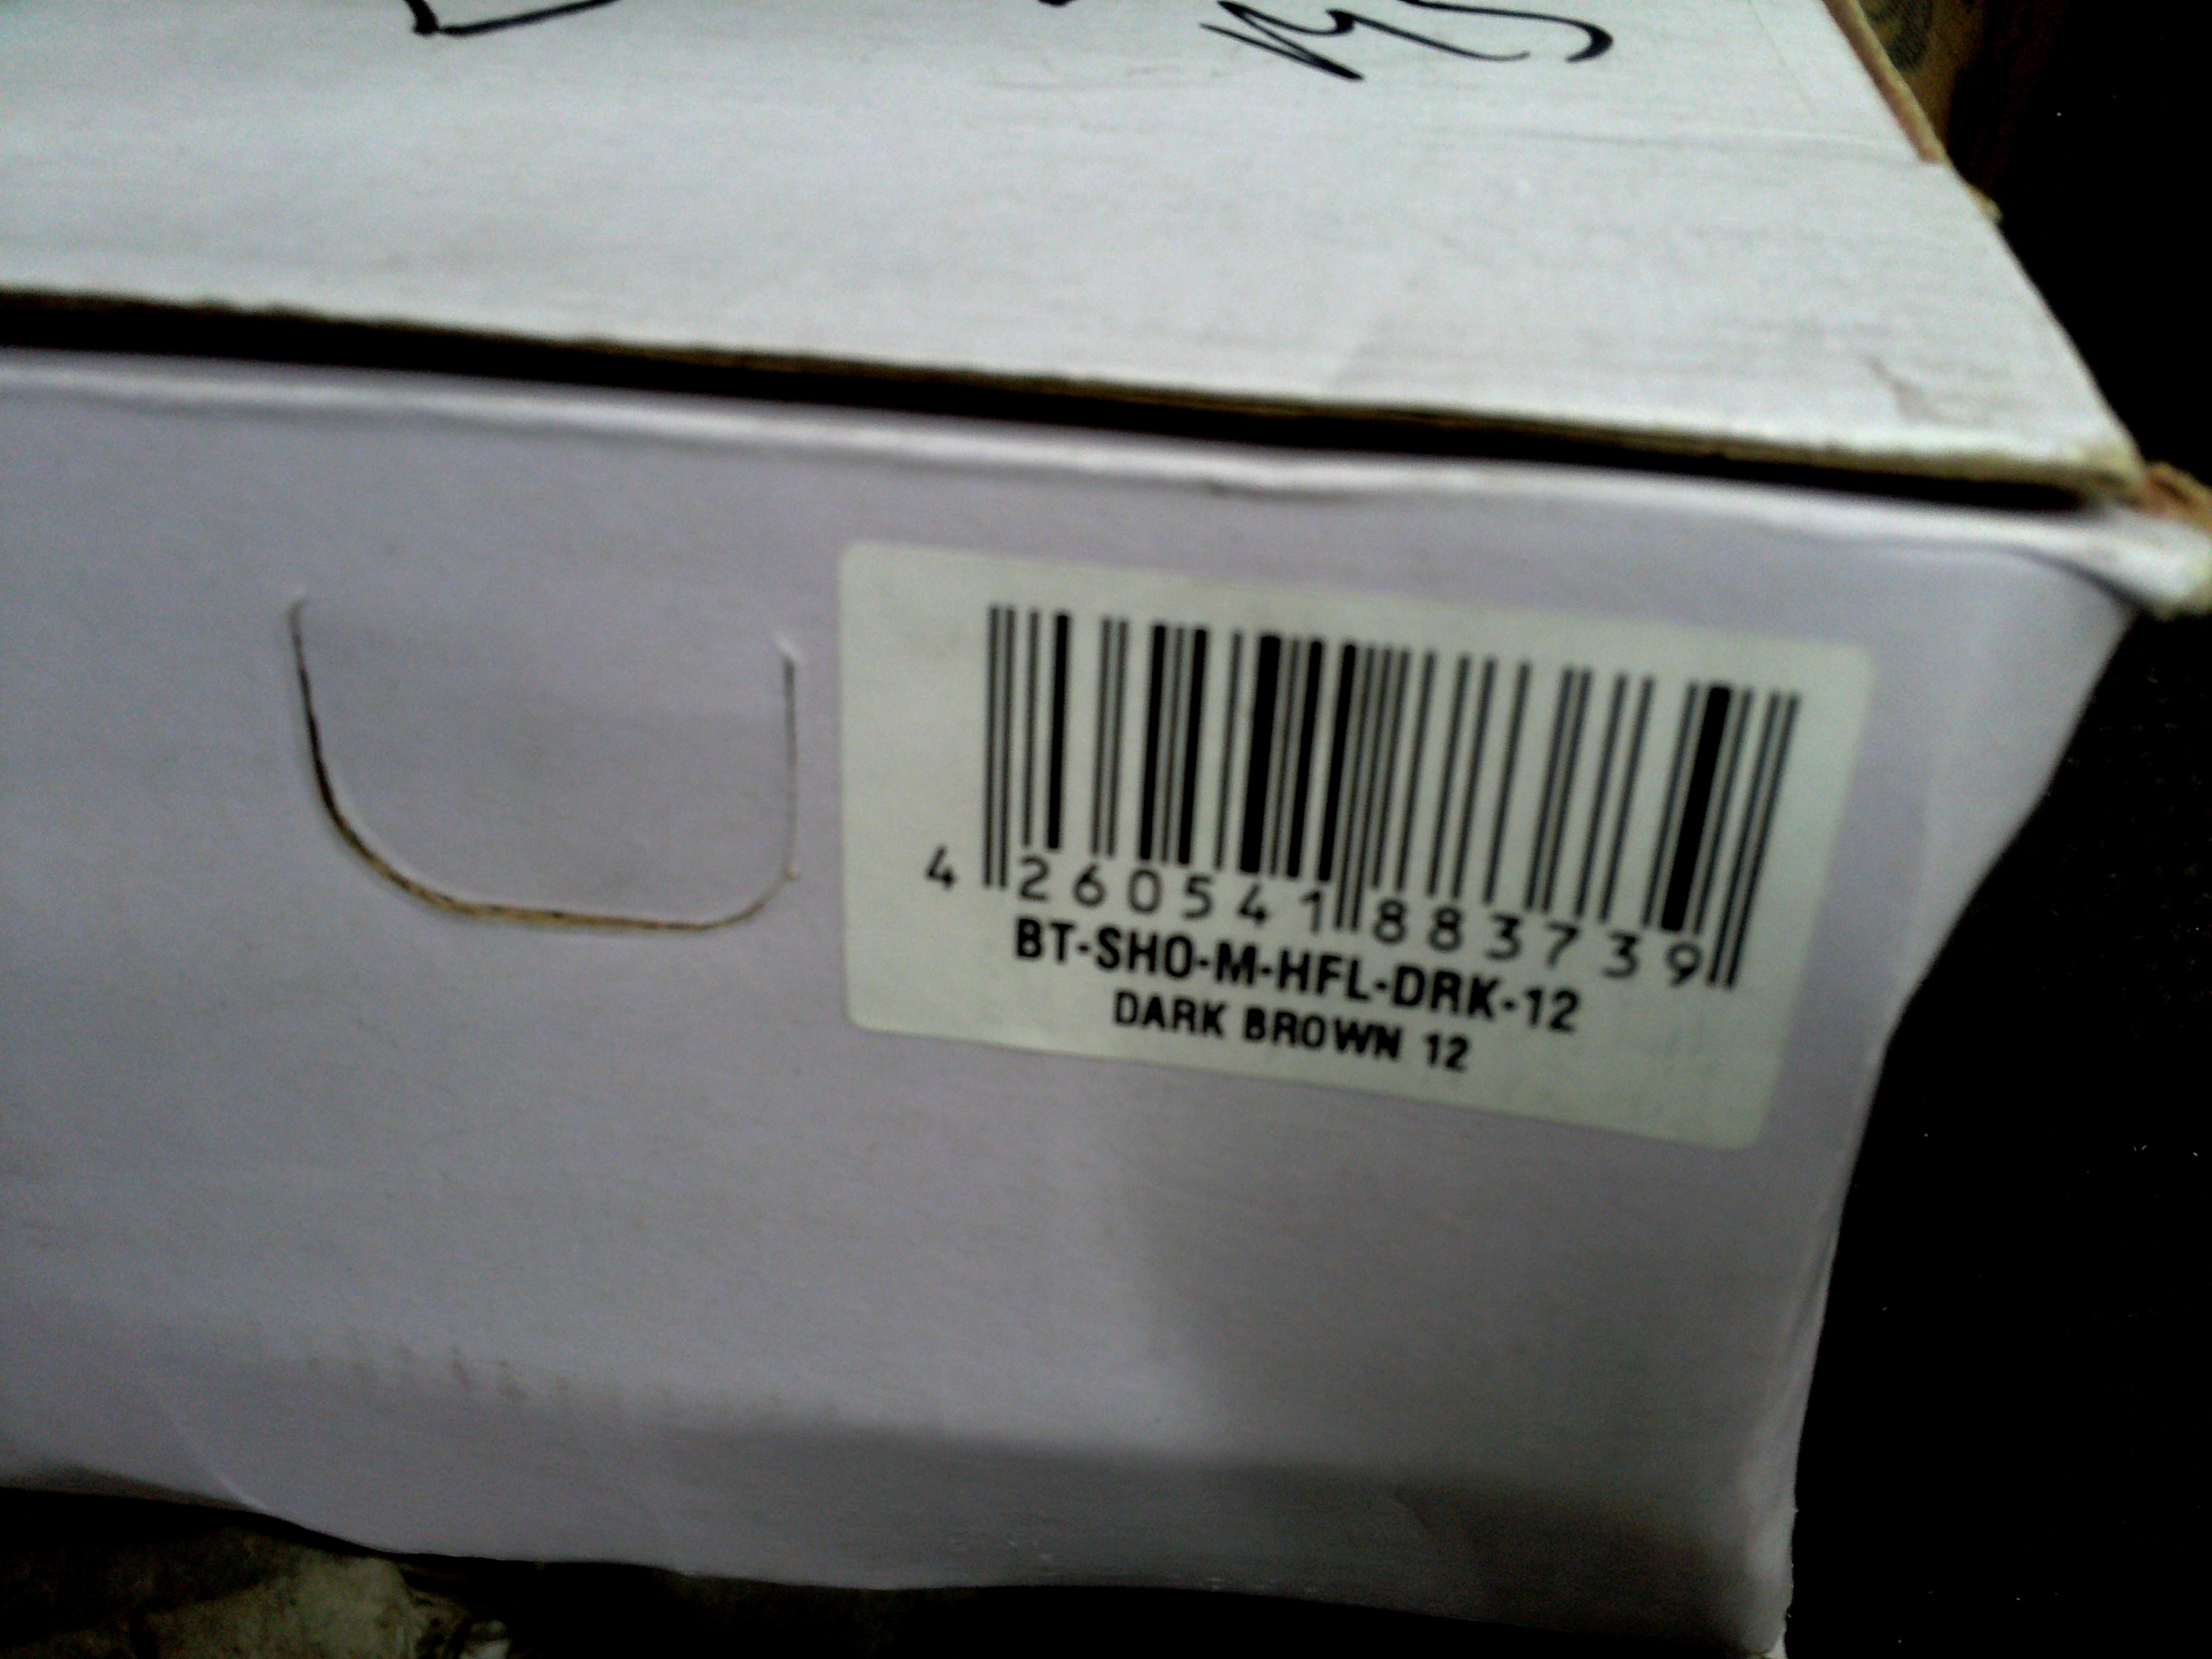 4 260541 883739
BT-SHO-M-HFL-DRK-12
DARK BROWN 12